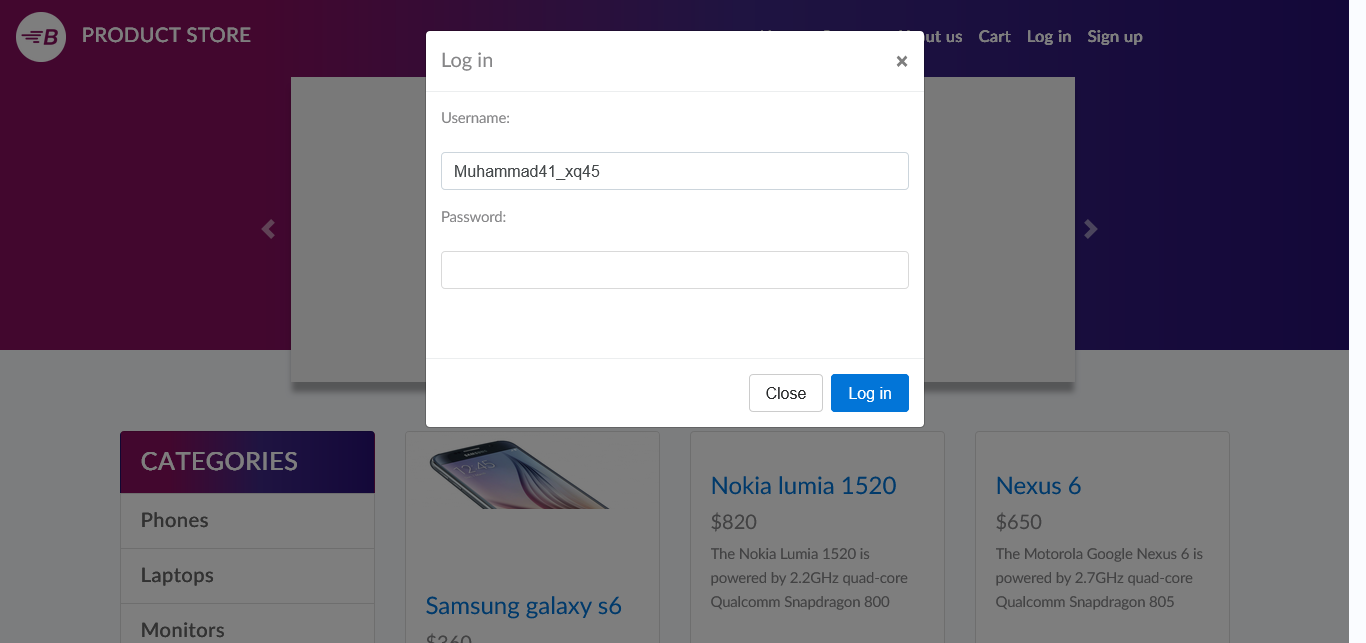 B PRODUCT STORE
out us Cart Log in Sign up
Log in
×
Username:
Muhammad41_xq45
Password:
Close Log in
CATEGORIES
Phones
Laptops
Monitors
12:45
Samsung galaxy s6
$360
Nokia lumia 1520
$820
The Nokia Lumia 1520 is
powered by 2.2GHz quad-core
Qualcomm Snapdragon 800
Nexus 6
$650
The Motorola Google Nexus 6 is
powered by 2.7GHz quad-core
Qualcomm Snapdragon 805